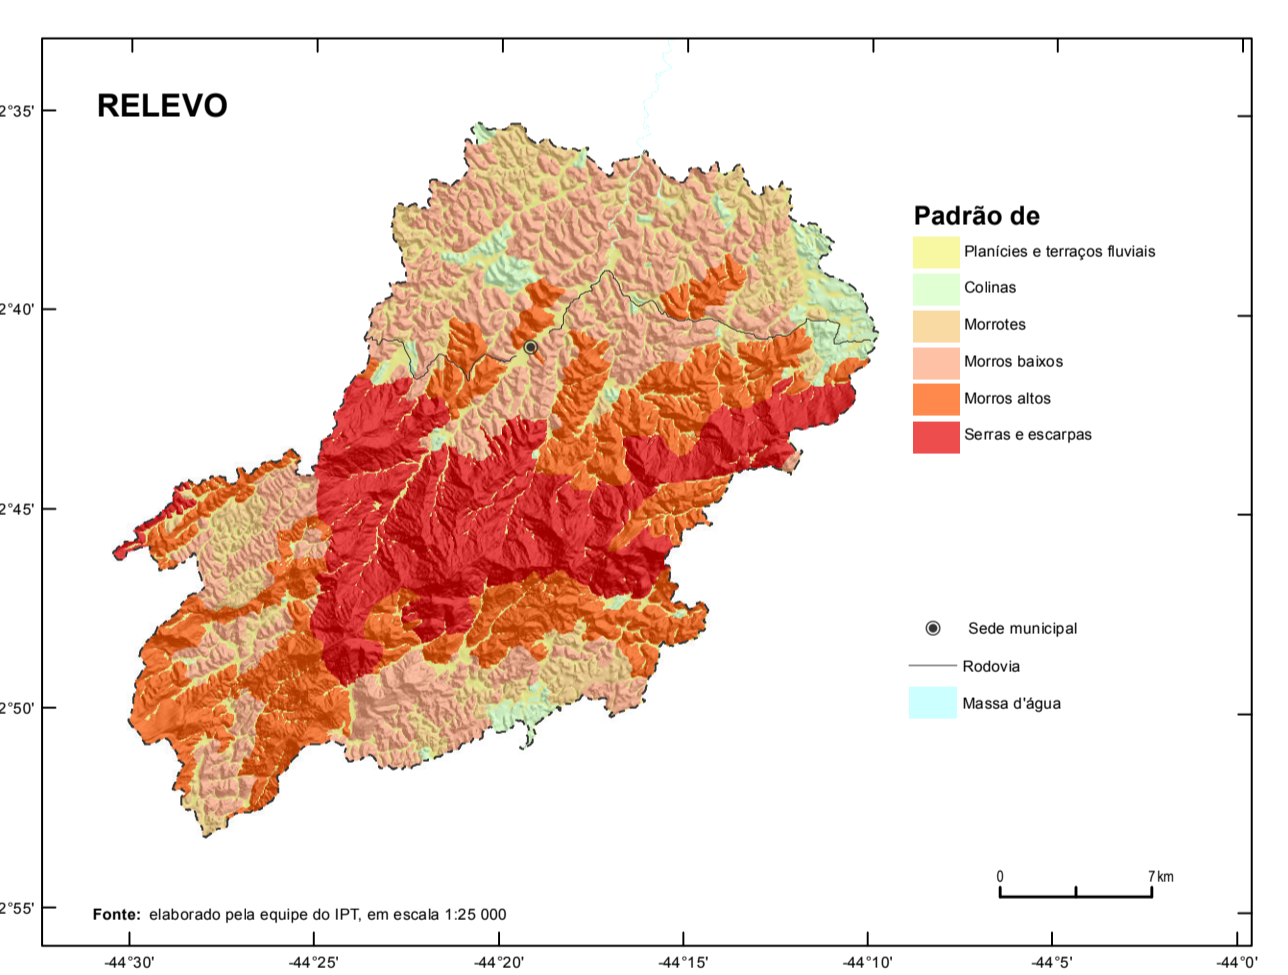 RELEVO
2°35'
2°40'
2°45'
2°50'
2°55'
Padrão de
Planícies e terraços fluviais
Colinas
Morrotes
Morros baixos
Morros altos
Serras e escarpas
Sede municipal
Rodovia
Massa d'água
0 7 km
Fonte: elaborado pela equipe do IPT, em escala 1:25 000
-44°30' -44°25' -44°20' -44°15' -44°10' -44°5' -44°0'